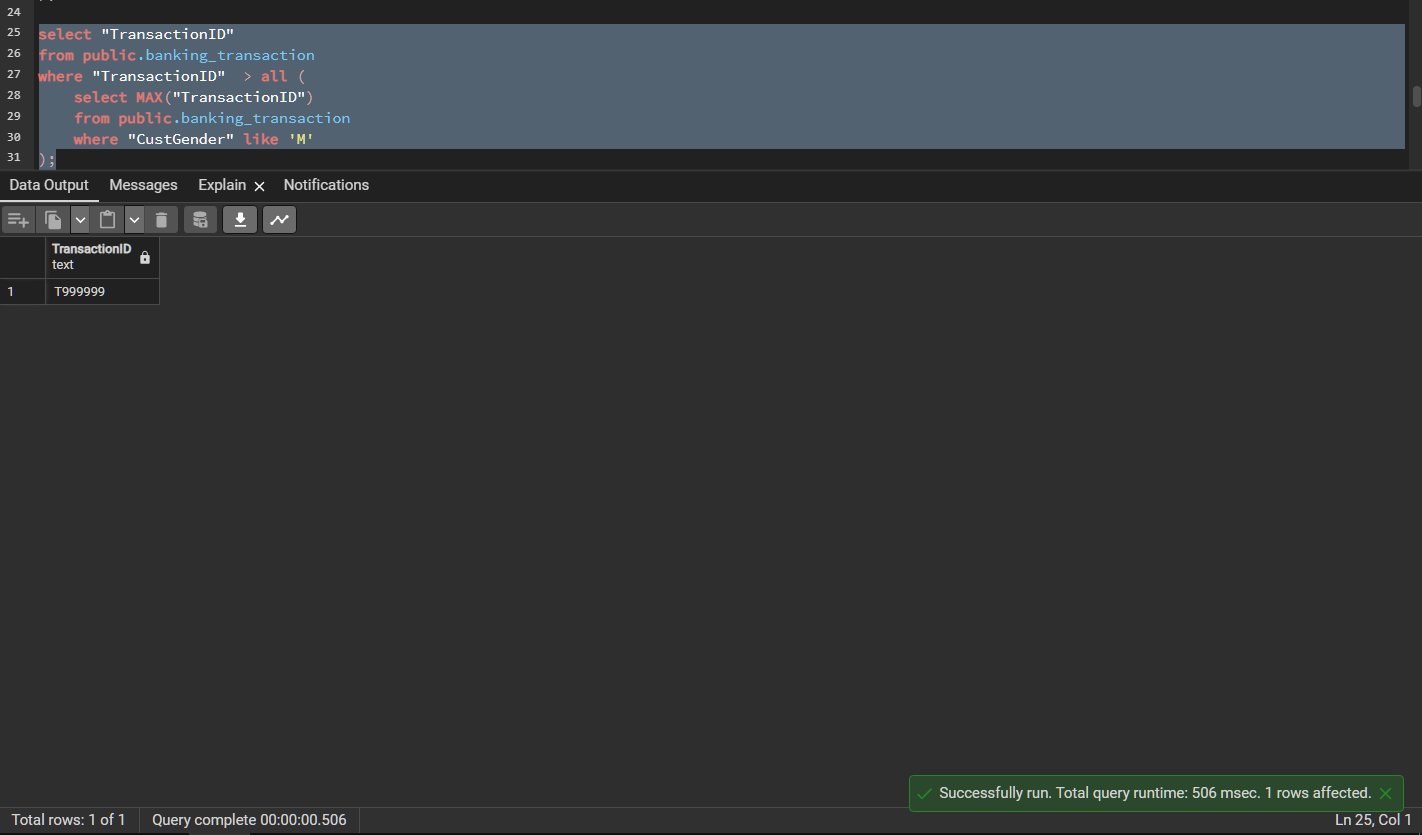 24
25 select "TransactionID"
26 from public.banking_transaction
27 where "TransactionID"  > all (
28     select MAX("TransactionID")
29     from public.banking_transaction
30     where "CustGender" like 'M'
31 );
Data Output Messages Explain Notifications
TransactionID
text
1 T999999
Successfully run. Total query runtime: 506 msec. 1 rows affected.
Total rows: 1 of 1 Query complete 00:00:00.506 Ln 25, Col 1